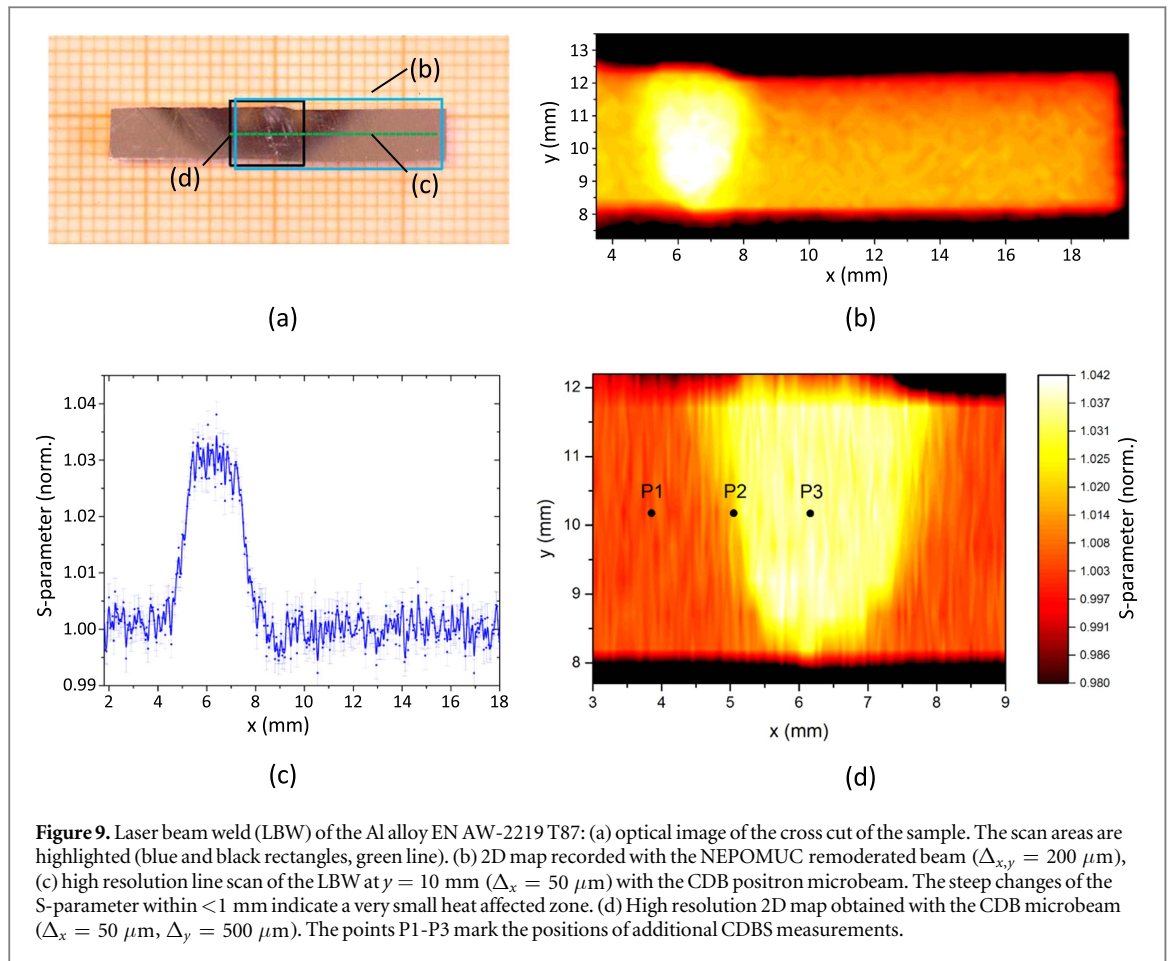 (b)
(d)
(c)
(a)
13
12
11
10
9
8
y (mm)
4 6 8 10 12 14 16 18
x (mm)
(b)
1.04
1.03
1.02
1.01
1.00
0.99
S-parameter (norm.)
2 4 6 8 10 12 14 16 18
x (mm)
(c)
12
11
10
9
8
y (mm)
P1 P2 P3
3 4 5 6 7 8 9
x (mm)
(d)
1.042
1.037
1.031
1.025
1.020
1.014
1.008
1.003
0.997
0.991
0.986
0.980
S-parameter (norm.)
Figure 9. Laser beam weld (LBW) of the Al alloy EN AW-2219 T87: (a) optical image of the cross cut of the sample. The scan areas are
highlighted (blue and black rectangles, green line). (b) 2D map recorded with the NEPOMUC remoderated beam (Δx,y = 200 μm),
(c) high resolution line scan of the LBW at y = 10 mm (Δx = 50 μm) with the CDB positron microbeam. The steep changes of the
S-parameter within <1 mm indicate a very small heat affected zone. (d) High resolution 2D map obtained with the CDB microbeam
(Δx = 50 μm, Δy = 500 μm). The points P1-P3 mark the positions of additional CDBS measurements.